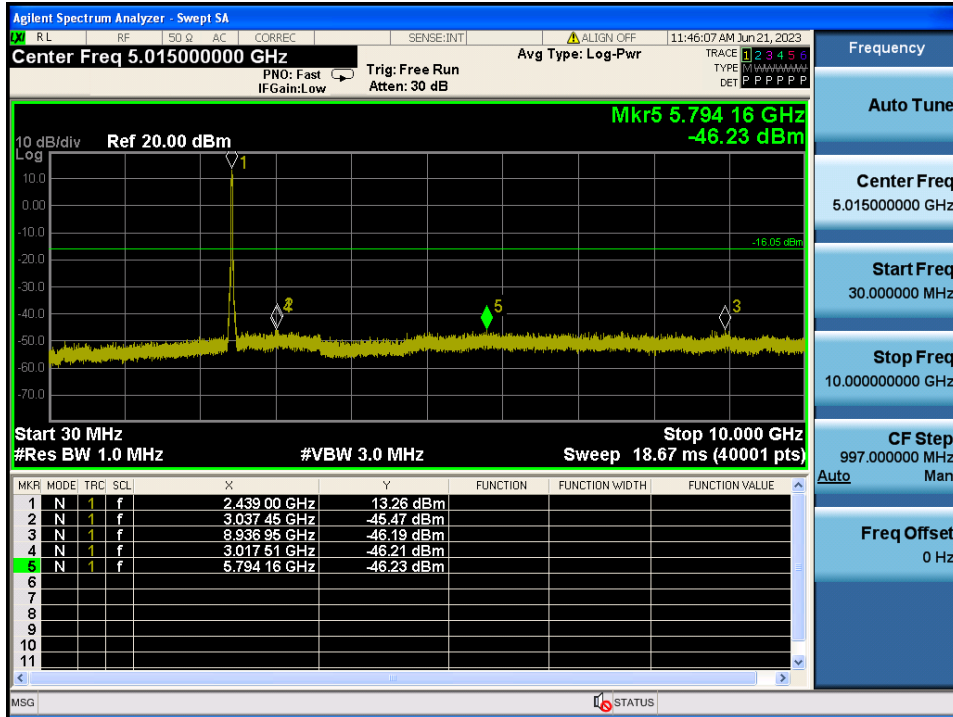 Agilent Spectrum Analyzer - Swept SA
LXI RL RF 50 Ω AC CORREC SENSE:INT ALIGN OFF 11:46:07 AM Jun 21, 2023
Center Freq 5.015000000 GHz
PNO: Fast
IFGain:Low
Trig: Free Run
Atten: 30 dB
Avg Type: Log-Pwr
TRACE 1 2 3 4 5 6
TYPE M WWWWW
DET P P P P P P
Mkr5 5.794 16 GHz
-46.23 dBm
10 dB/div Ref 20.00 dBm
Log
10.0
0.00
-10.0
-20.0
-30.0
-40.0
-50.0
-60.0
-70.0
-16.05 dBm
1
2
4
5
3
Start 30 MHz Stop 10.000 GHz
#Res BW 1.0 MHz #VBW 3.0 MHz Sweep 18.67 ms (40001 pts)
MKR MODE TRC SCL X Y FUNCTION FUNCTION WIDTH FUNCTION VALUE
1 N 1 f 2.439 00 GHz 13.26 dBm
2 N 1 f 3.037 45 GHz -45.47 dBm
3 N 1 f 8.936 95 GHz -46.19 dBm
4 N 1 f 3.017 51 GHz -46.21 dBm
5 N 1 f 5.794 16 GHz -46.23 dBm
6
7
8
9
10
11
MSG STATUS
Frequency
Auto Tune
Center Freq
5.015000000 GHz
Start Freq
30.000000 MHz
Stop Freq
10.000000000 GHz
CF Step
997.000000 MHz
Auto Man
Freq Offset
0 Hz